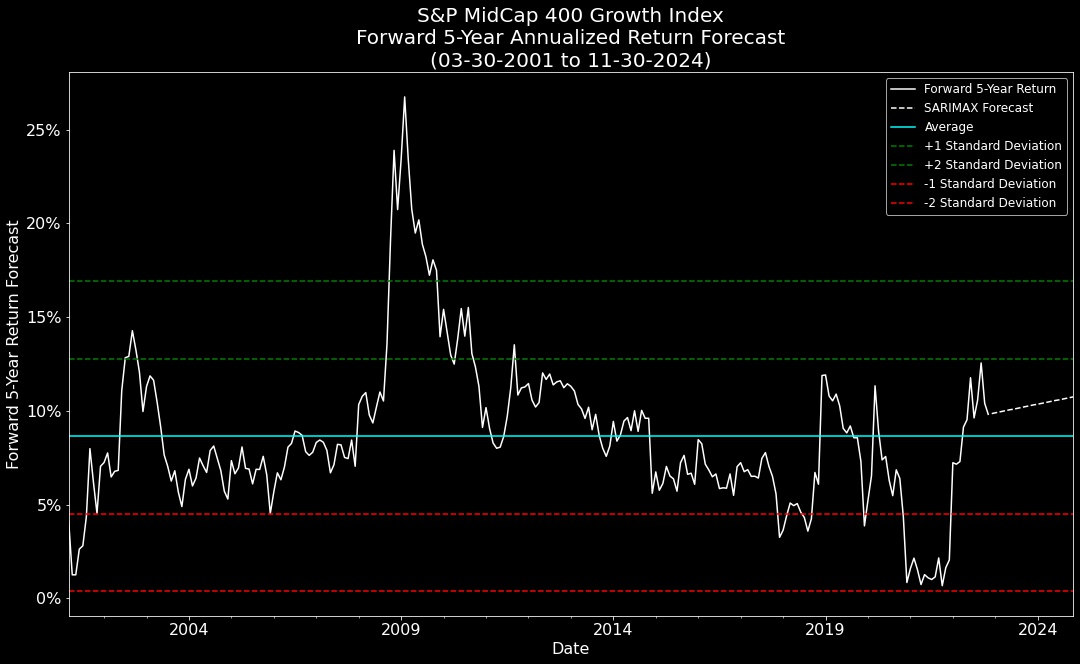 S&P MidCap 400 Growth Index
Forward 5-Year Annualized Return Forecast
(03-30-2001 to 11-30-2024)
Forward 5-Year Return
SARIMAX Forecast
Average
+1 Standard Deviation
+2 Standard Deviation
-1 Standard Deviation
-2 Standard Deviation
Forward 5-Year Return Forecast
25%
20%
15%
10%
5%
0%
2004
2009
2014
2019
2024
Date